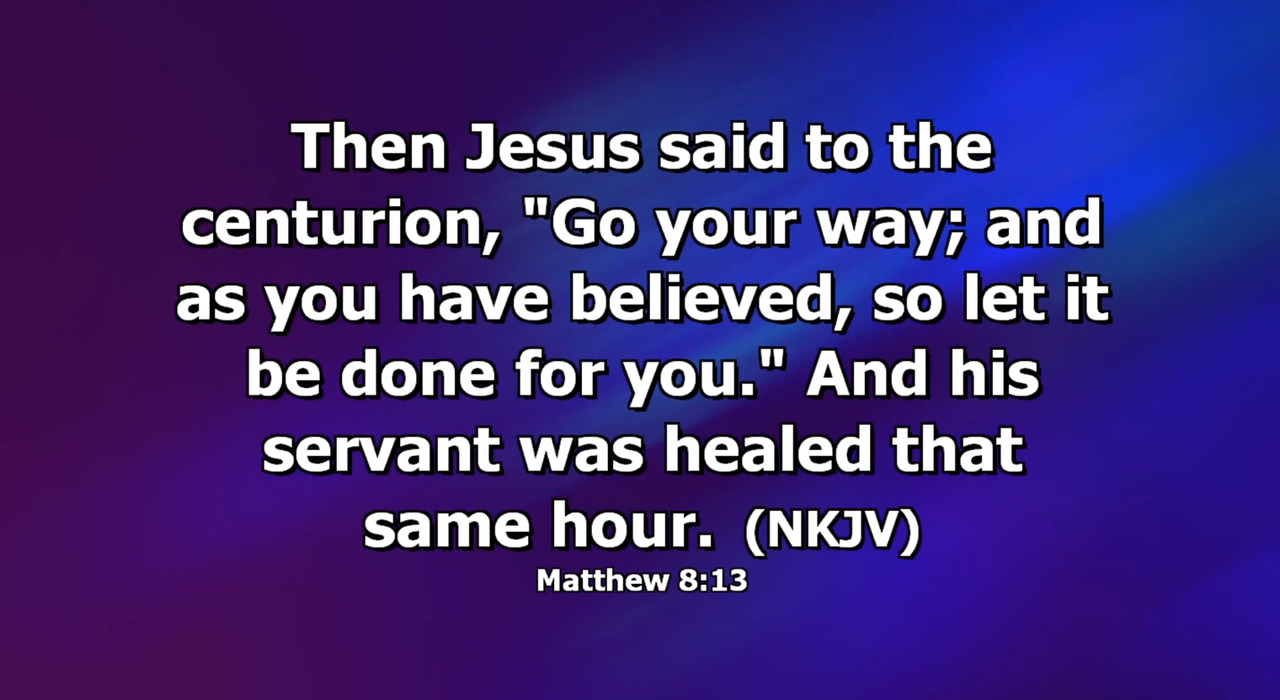 Then Jesus said to the
centurion, "Go your way; and
as you have believed, so let it
be done for you." And his
servant was healed that
same hour. (NKJV)
Matthew 8:13